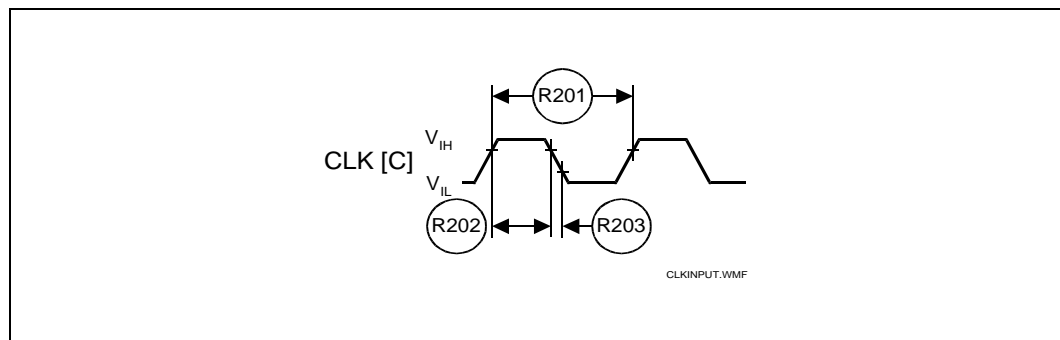 R201
V_IH
CLK [C]
V_IL
R202
R203
CLKINPUT.WMF